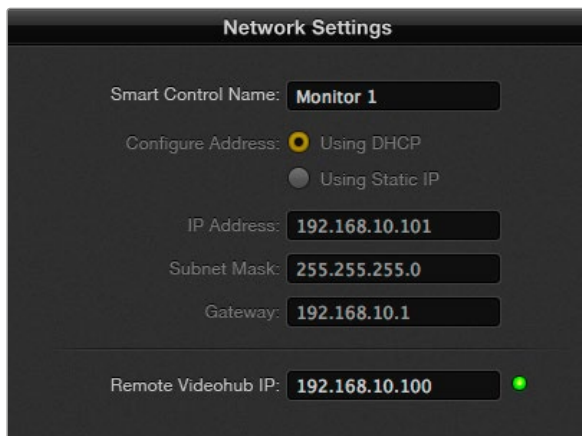 Network Settings
Smart Control Name: Monitor 1
Configure Address: Using DHCP
Using Static IP
IP Address: 192.168.10.101
Subnet Mask: 255.255.255.0
Gateway: 192.168.10.1
Remote Videohub IP: 192.168.10.100